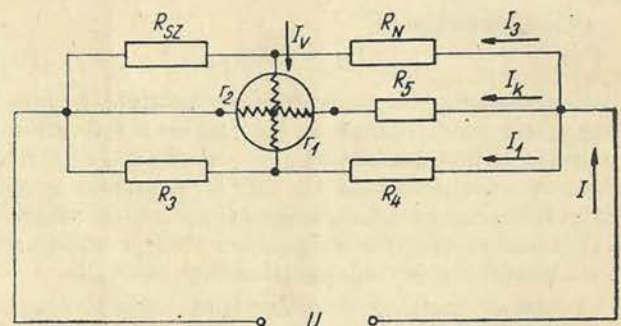 R_SZ I_V R_N I_3
r_2 R_5 I_K
r_1 I_1
R_3 R_4 I
U